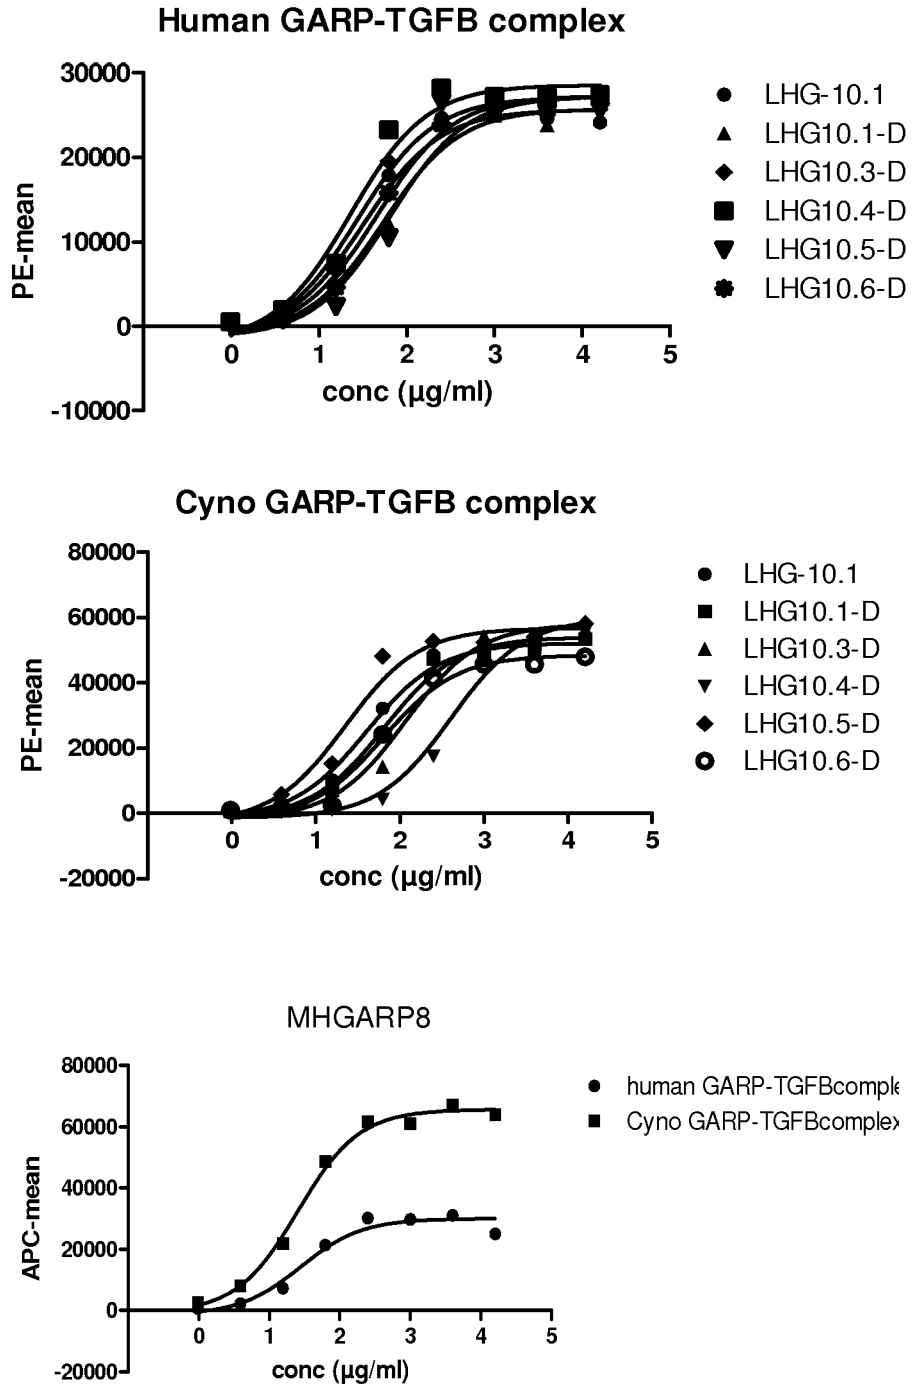 Human GARP-TGFB complex
30000
20000
10000
0
-10000
PE-mean
0 1 2 3 4 5
conc (µg/ml)
LHG-10.1
LHG10.1-D
LHG10.3-D
LHG10.4-D
LHG10.5-D
LHG10.6-D
Cyno GARP-TGFB complex
80000
60000
40000
20000
0
-20000
PE-mean
0 1 2 3 4 5
conc (µg/ml)
LHG-10.1
LHG10.1-D
LHG10.3-D
LHG10.4-D
LHG10.5-D
LHG10.6-D
MHGARP8
80000
60000
40000
20000
0
-20000
APC-mean
0 1 2 3 4 5
conc (µg/ml)
human GARP-TGFBcomple
Cyno GARP-TGFBcomplex